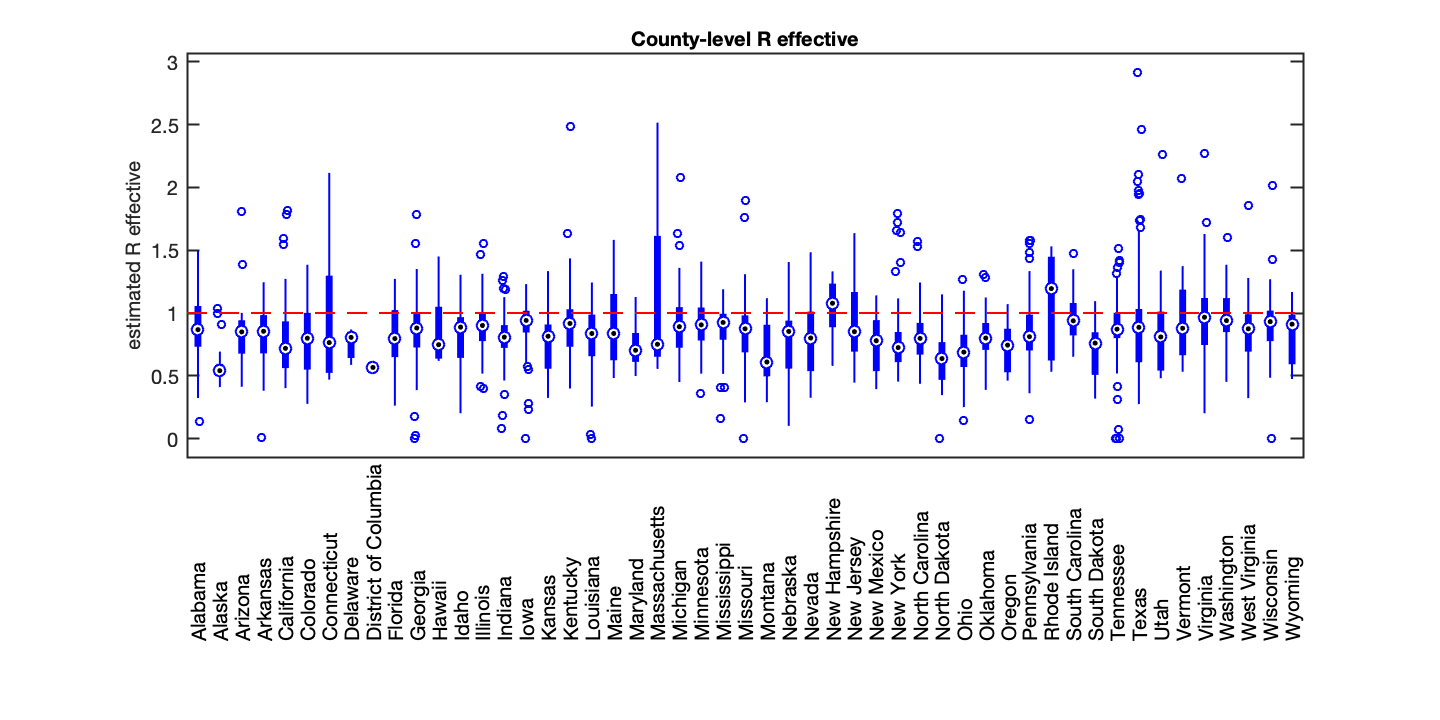 County-level R effective
estimated R effective
3
2.5
2
1.5
1
0.5
0
Alabama
Alaska
Arizona
Arkansas
California
Colorado
Connecticut
Delaware
District of Columbia
Florida
Georgia
Hawaii
Idaho
Illinois
Indiana
Iowa
Kansas
Kentucky
Louisiana
Maine
Maryland
Massachusetts
Michigan
Minnesota
Mississippi
Missouri
Montana
Nebraska
Nevada
New Hampshire
New Jersey
New Mexico
New York
North Carolina
North Dakota
Ohio
Oklahoma
Oregon
Pennsylvania
Rhode Island
South Carolina
South Dakota
Tennessee
Texas
Utah
Vermont
Virginia
Washington
West Virginia
Wisconsin
Wyoming